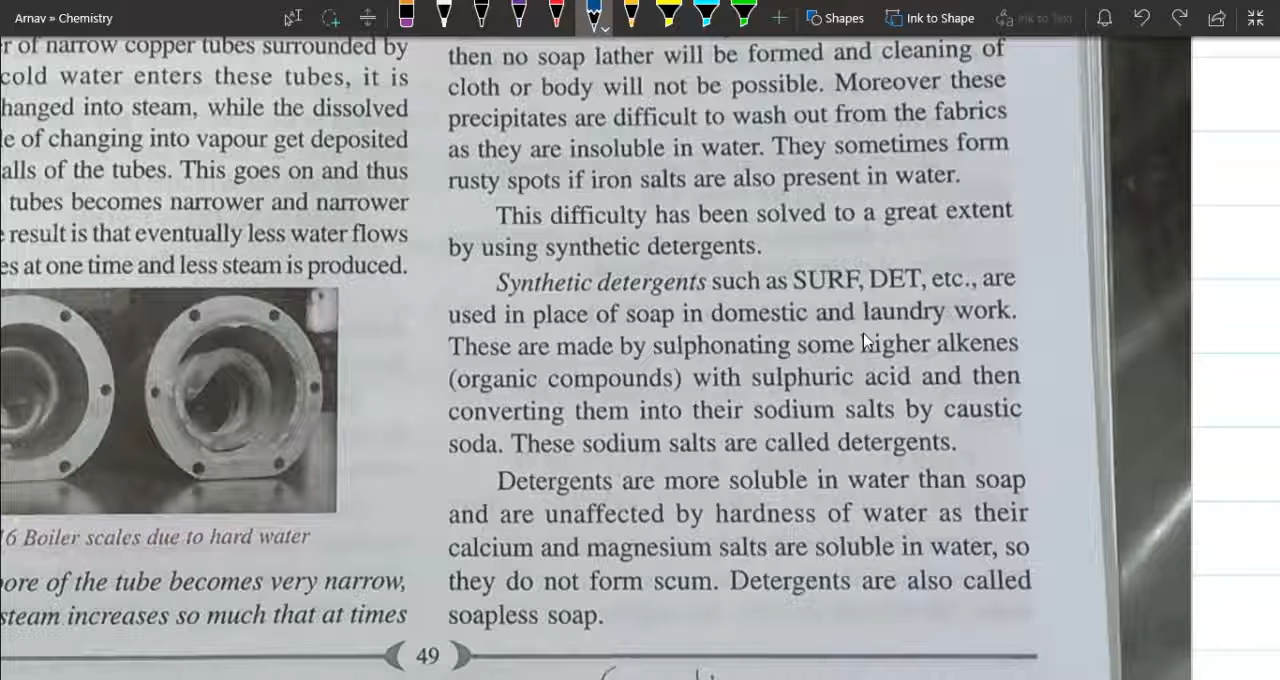 Arnav » Chemistry
Shapes
Ink to Shape
Ink to Text
r of narrow copper tubes surrounded by
cold water enters these tubes, it is
hanged into steam, while the dissolved
le of changing into vapour get deposited
alls of the tubes. This goes on and thus
tubes becomes narrower and narrower
result is that eventually less water flows
es at one time and less steam is produced.
16 Boiler scales due to hard water
ore of the tube becomes very narrow,
steam increases so much that at times
then no soap lather will be formed and cleaning of
cloth or body will not be possible. Moreover these
precipitates are difficult to wash out from the fabrics
as they are insoluble in water. They sometimes form
rusty spots if iron salts are also present in water.
This difficulty has been solved to a great extent
by using synthetic detergents.
Synthetic detergents such as SURF, DET, etc., are
used in place of soap in domestic and laundry work.
These are made by sulphonating some higher alkenes
(organic compounds) with sulphuric acid and then
converting them into their sodium salts by caustic
soda. These sodium salts are called detergents.
Detergents are more soluble in water than soap
and are unaffected by hardness of water as their
calcium and magnesium salts are soluble in water, so
they do not form scum. Detergents are also called
soapless soap.
49